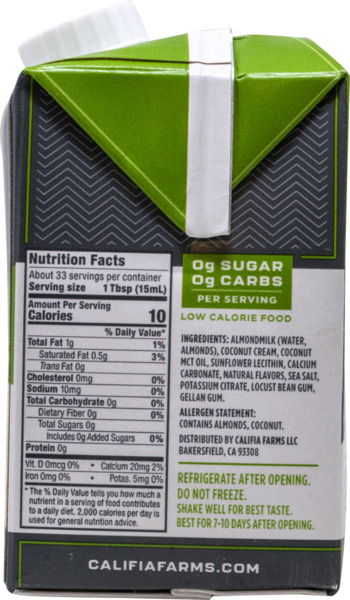 Nutrition Facts
About 33 servings per container
Serving size 1 Tbsp (15mL)
Amount Per Serving
Calories 10
% Daily Value*
Total Fat 1g 1%
Saturated Fat 0.5g 3%
Trans Fat 0g
Cholesterol 0mg 0%
Sodium 10mg 0%
Total Carbohydrate 0g 0%
Dietary Fiber 0g 0%
Total Sugars 0g
Includes 0g Added Sugars 0%
Protein 0g
Vit. D 0mcg 0% • Calcium 20mg 2%
Iron 0mg 0% • Potas. 5mg 0%
*The % Daily Value tells you how much a
nutrient in a serving of food contributes
to a daily diet. 2,000 calories per day is
used for general nutrition advice.
0g SUGAR
0g CARBS
PER SERVING
LOW CALORIE FOOD
INGREDIENTS: ALMONDMILK (WATER,
ALMONDS), COCONUT CREAM, COCONUT
MCT OIL, SUNFLOWER LECITHIN, CALCIUM
CARBONATE, NATURAL FLAVORS, SEA SALT,
POTASSIUM CITRATE, LOCUST BEAN GUM,
GELLAN GUM.
ALLERGEN STATEMENT:
CONTAINS ALMONDS, COCONUT.
DISTRIBUTED BY CALIFIA FARMS LLC
BAKERSFIELD, CA 93308
REFRIGERATE AFTER OPENING.
DO NOT FREEZE.
SHAKE WELL FOR BEST TASTE.
BEST FOR 7-10 DAYS AFTER OPENING.
CALIFIAFARMS.COM